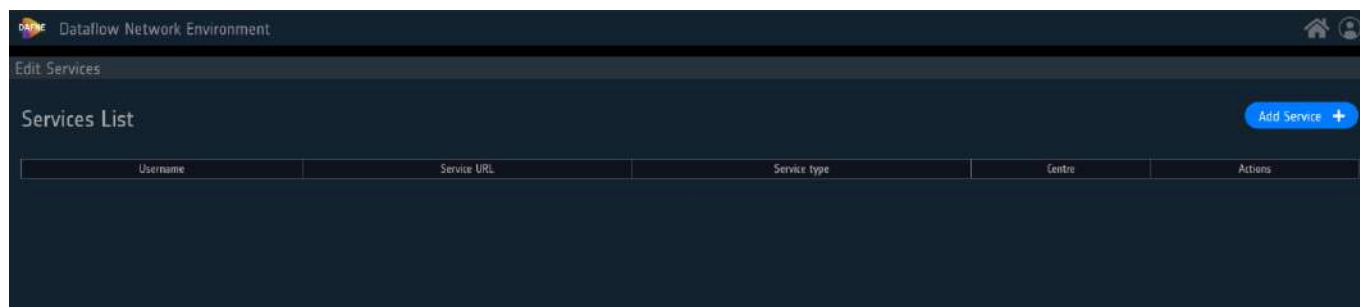 DAFNE Dataflow Network Environment
Edit Services
Services List
Add Service +
Username Service URL Service type Centre Actions